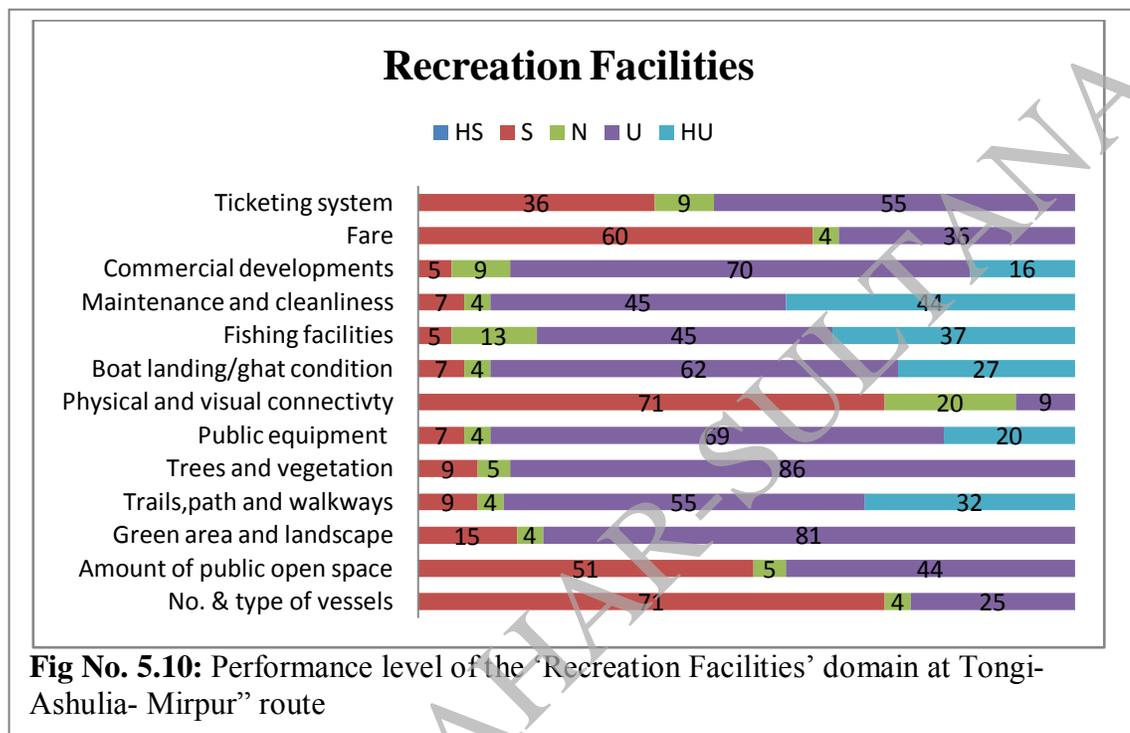 Recreation Facilities
HS S N U HU
Ticketing system 36 9 55
Fare 60 4 36
Commercial developments 5 9 70 16
Maintenance and cleanliness 7 4 45 44
Fishing facilities 5 13 45 37
Boat landing/ghat condition 7 4 62 27
Physical and visual connectivty 71 20 9
Public equipment 7 4 69 20
Trees and vegetation 9 5 86
Trails,path and walkways 9 4 55 32
Green area and landscape 15 4 81
Amount of public open space 51 5 44
No. & type of vessels 71 4 25
Fig No. 5.10: Performance level of the ‘Recreation Facilities’ domain at Tongi-
Ashulia- Mirpur” route
AHAR-SULTANA